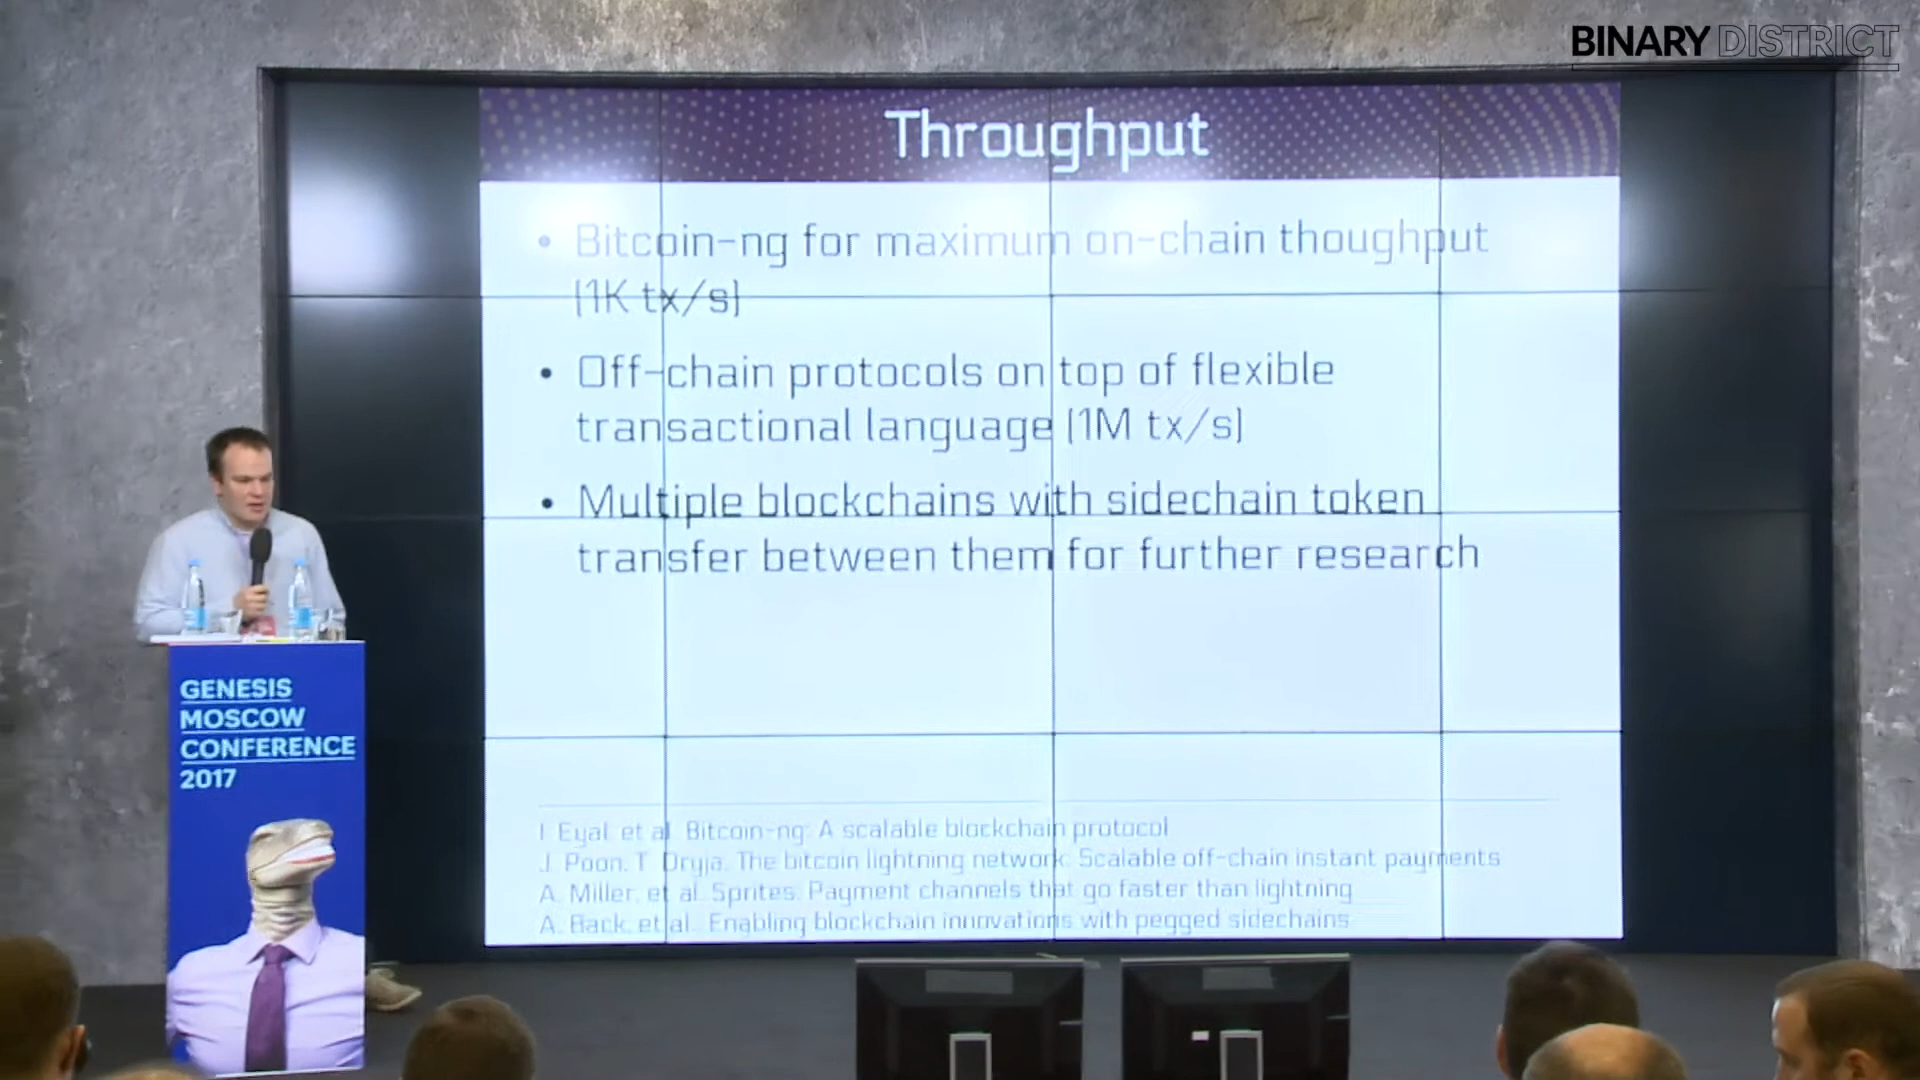 BINARY DISTRICT
Throughput
• Bitcoin-ng for maximum on-chain thoughput
(1K tx/s)
• Off-chain protocols on top of flexible
transactional language (1M tx/s)
• Multiple blockchains with sidechain token
transfer between them for further research
I. Eyal. et al. Bitcoin-ng: A scalable blockchain protocol
J. Poon, T. Dryja. The bitcoin lightning network: Scalable off-chain instant payments
A. Miller, et al. Sprites: Payment channels that go faster than lightning
A. Back, et al. Enabling blockchain innovations with pegged sidechains
GENESIS
MOSCOW
CONFERENCE
2017